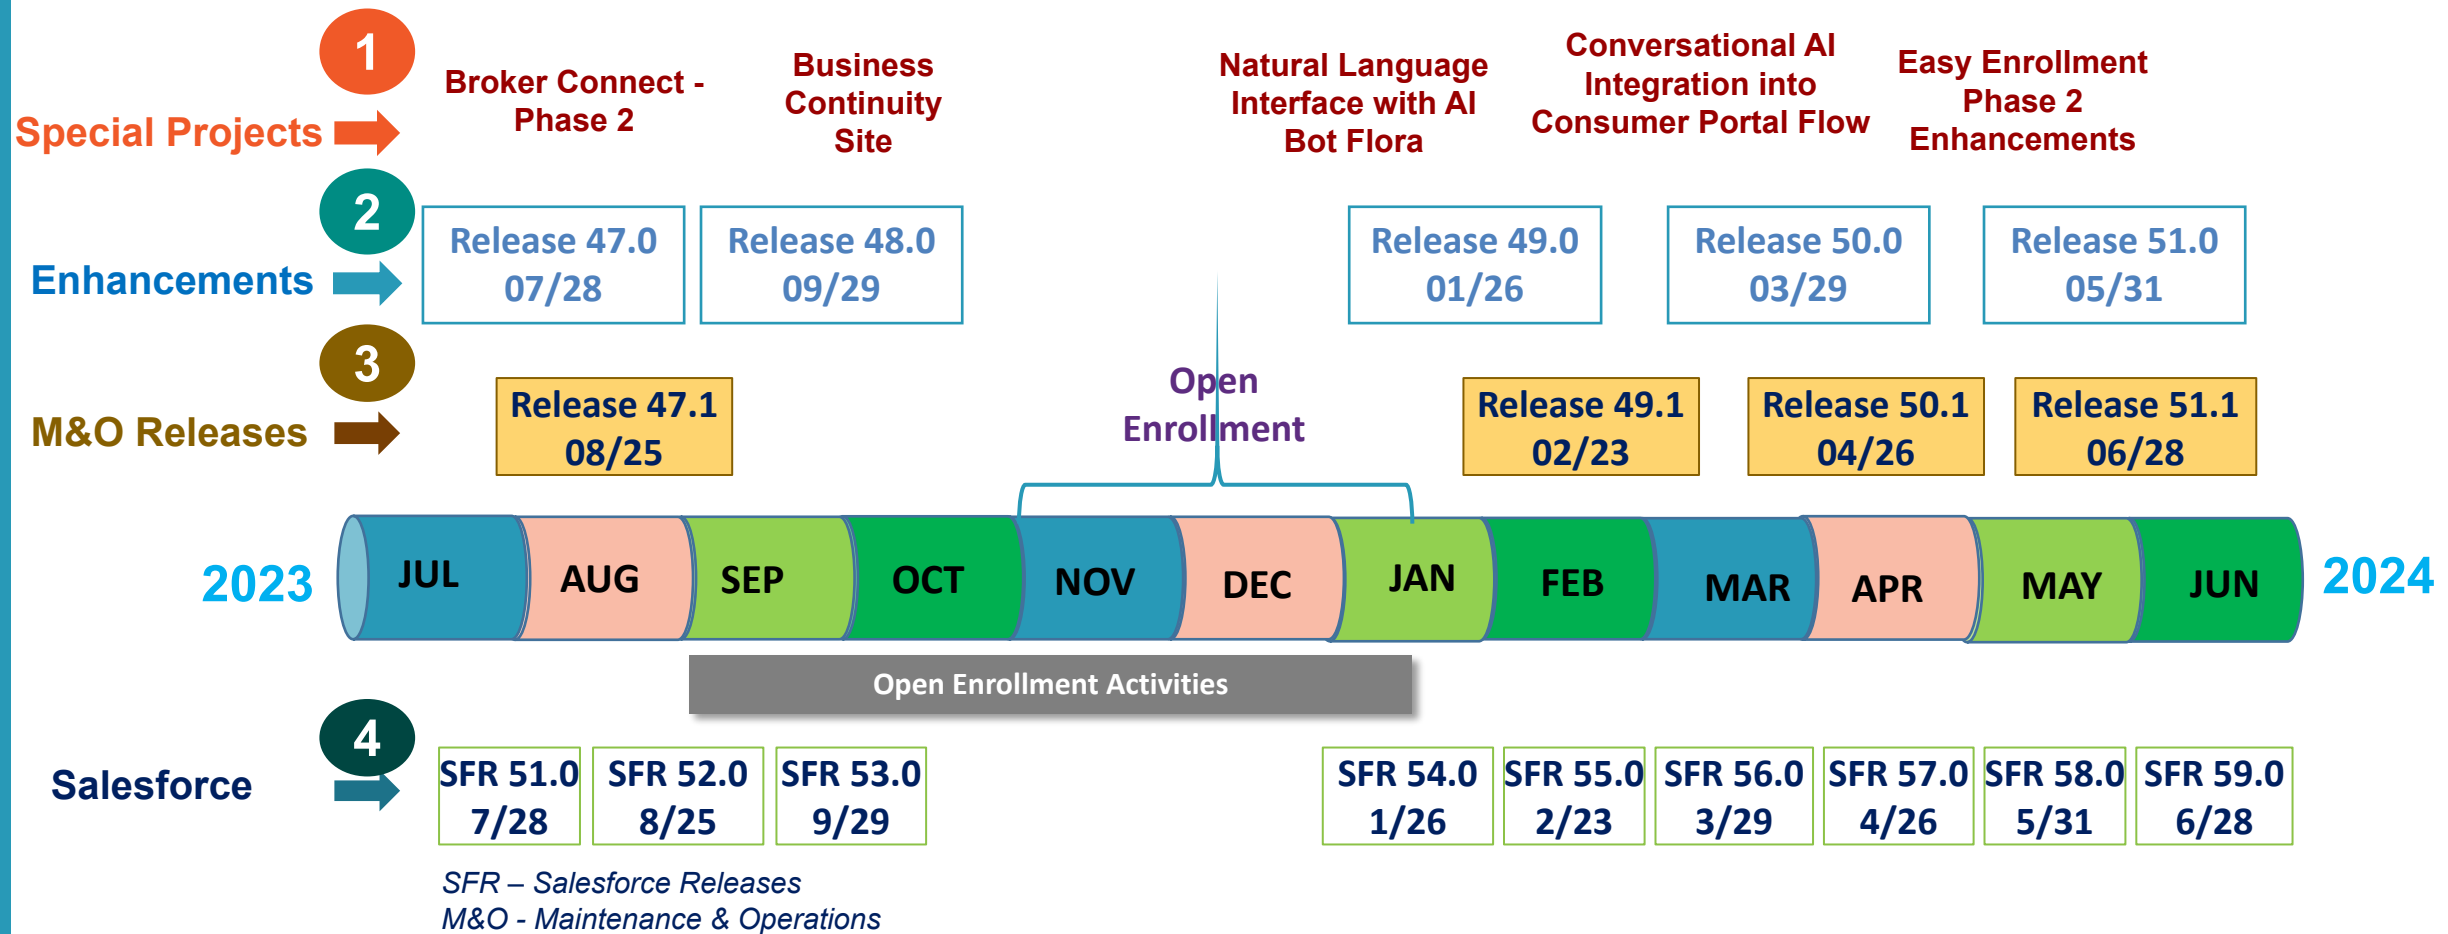 1
Special Projects
Broker Connect -
Phase 2
Business
Continuity
Site
Natural Language
Interface with AI
Bot Flora
Conversational AI
Integration into
Consumer Portal Flow
Easy Enrollment
Phase 2
Enhancements
2
Enhancements
Release 47.0
07/28
Release 48.0
09/29
Release 49.0
01/26
Release 50.0
03/29
Release 51.0
05/31
3
M&O Releases
Release 47.1
08/25
Open
Enrollment
Release 49.1
02/23
Release 50.1
04/26
Release 51.1
06/28
2023
JUL
AUG
SEP
OCT
NOV
DEC
JAN
FEB
MAR
APR
MAY
JUN
2024
Open Enrollment Activities
4
Salesforce
SFR 51.0
7/28
SFR 52.0
8/25
SFR 53.0
9/29
SFR 54.0
1/26
SFR 55.0
2/23
SFR 56.0
3/29
SFR 57.0
4/26
SFR 58.0
5/31
SFR 59.0
6/28
SFR – Salesforce Releases
M&O - Maintenance & Operations